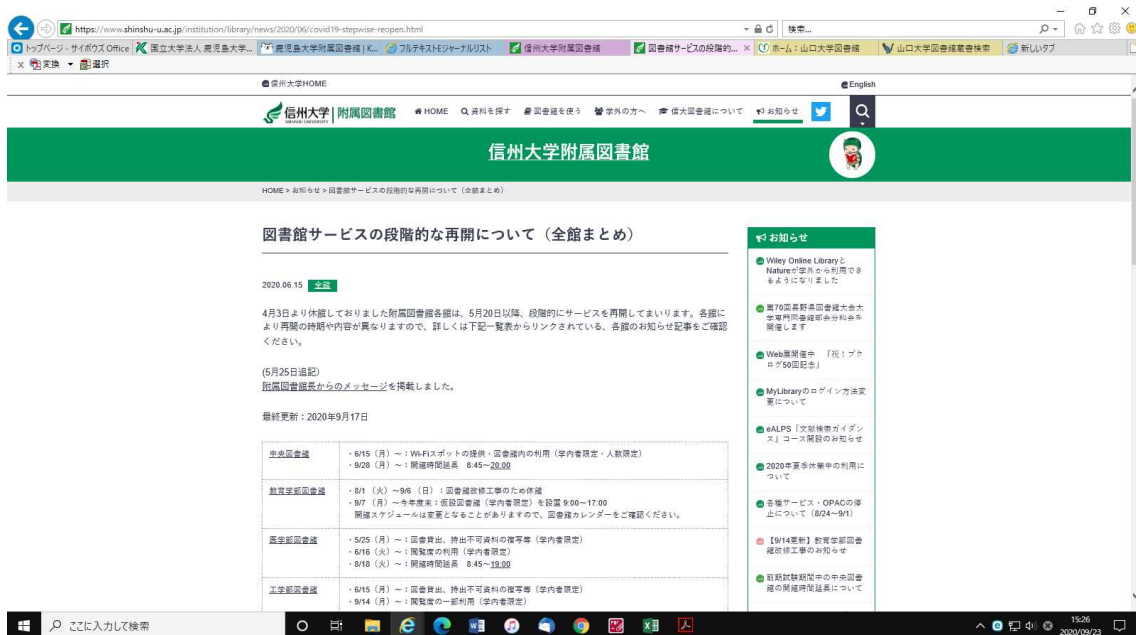 https://www.shinshu-u.ac.jp/institution/library/news/2020/06/covid19-stepwise-reopen.html
検索...
トップページ - サイボウズ Office
国立大学法人 鹿児島大学...
鹿児島大学附属図書館 | K...
フルテキストジャーナルリスト
信州大学附属図書館
図書館サービスの段階的... ×
ホーム：山口大学図書館
山口大学図書館蔵書検索
新しいタブ
x 変換 ▼ 選択
信州大学HOME
English
信州大学 | 附属図書館
SHINSHU UNIVERSITY
HOME 資料を探す 図書館を使う 学外の方へ 信大図書館について お知らせ
信州大学附属図書館
HOME > お知らせ > 図書館サービスの段階的な再開について（全館まとめ）
図書館サービスの段階的な再開について（全館まとめ）
2020.06.15 全館
4月3日より休館しておりました附属図書館各館は、5月20日以降、段階的にサービスを再開してまいります。各館に
より再開の時期や内容が異なりますので、詳しくは下記一覧表からリンクされている、各館のお知らせ記事をご確認
ください。
(5月25日追記)
附属図書館長からのメッセージを掲載しました。
最終更新：2020年9月17日
中央図書館
・6/15（月）～：Wi-Fiスポットの提供・図書館内の利用（学内者限定・人数限定）
・9/28（月）～：開館時間延長 8:45～20:00
教育学部図書館
・8/1 （火）~9/6 （日）：図書館改修工事のため休館
・9/7 （月）～今年度末：仮設図書館（学内者限定）を設置 9:00～17:00
開館スケジュールは変更となることがありますので、図書館カレンダーをご確認ください。
医学部図書館
・5/25（月）～：図書貸出、持出不可資料の複写等（学内者限定）
・6/16（火）～：閲覧席の利用（学内者限定）
・8/18（火）～：開館時間延長 8:45～19:00
工学部図書館
・6/15（月）～：図書貸出、持出不可資料の複写等（学内者限定）
・9/14（月）～：閲覧席の一部利用（学内者限定）
お知らせ
Wiley Online Libraryと
Natureが学外から利用でき
るようになりました
第70回長野県図書館大会大
学専門図書館部会分科会を
開催します
Web展開催中 「祝！ブク
ログ50回記念」
MyLibraryのログイン方法変
更について
eALPS「文献検索ガイダン
ス」コース開設のお知らせ
2020年夏季休業中の利用に
ついて
各種サービス・OPACの停
止について（8/24～9/1）
【9/14更新】教育学部図書
館改修工事のお知らせ
前期試験期間中の中央図書
館の開館時間延長について
ここに入力して検索
15:26
2020/09/23